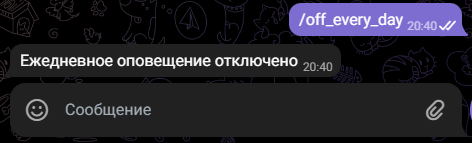 /off_every_day 20:40
Ежедневное оповещение отключено 20:40
Сообщение